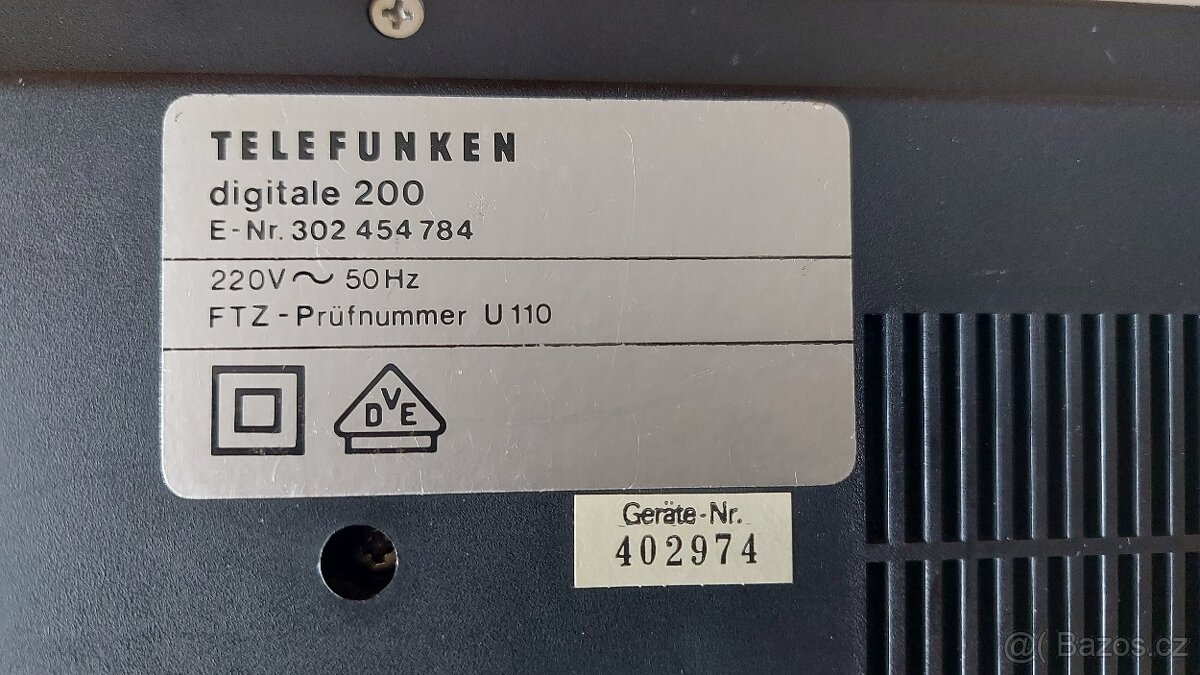 TELEFUNKEN
digitale 200
E-Nr. 302 454 784
220V ~ 50Hz
FTZ-Prüfnummer U 110
DVE
Geräte-Nr.
402974
@( Bazos.cz